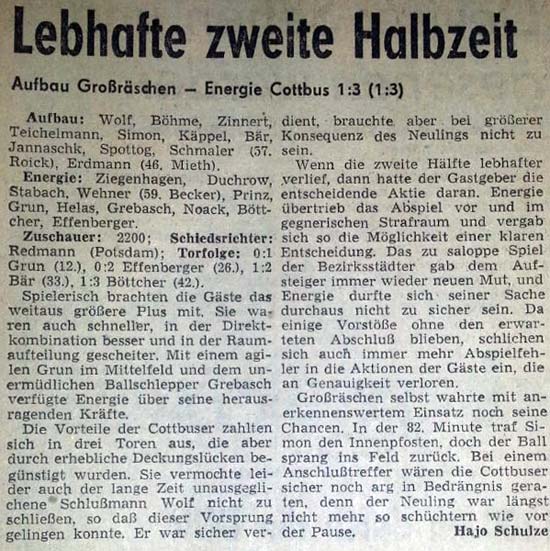 Lebhafte zweite Halbzeit
Aufbau Großräschen — Energie Cottbus 1:3 (1:3)
Aufbau: Wolf, Böhme, Zinnert,
Teichelmann, Simon, Käppel, Bär,
Jannaschk, Spottog, Schmaler (57.
Roick), Erdmann (46. Mieth).
Energie: Ziegenhagen, Duchrow,
Stabach, Wehner (59. Becker), Prinz,
Grun, Helas, Grebasch, Noack, Bött-
cher, Effenberger.
Zuschauer: 2200; Schiedsrichter:
Redmann (Potsdam); Torfolge: 0:1
Grun (12.), 0:2 Effenberger (26.), 1:2
Bär (33.), 1:3 Böttcher (42.).
Spielerisch brachten die Gäste das
weitaus größere Plus mit. Sie wa-
ren auch schneller, in der Direkt-
kombination besser und in der Raum-
aufteilung gescheiter. Mit einem agi-
len Grun im Mittelfeld und dem un-
ermüdlichen Ballschlepper Grebasch
verfügte Energie über seine heraus-
ragenden Kräfte.
Die Vorteile der Cottbuser zahlten
sich in drei Toren aus, die aber
durch erhebliche Deckungslücken be-
günstigt wurden. Sie vermochte lei-
der auch der lange Zeit unausgegli-
chene Schlußmann Wolf nicht zu
schließen, so daß dieser Vorsprung
gelingen konnte. Er war sicher ver-
dient, brauchte aber bei größerer
Konsequenz des Neulings nicht zu
sein.
Wenn die zweite Hälfte lebhafter
verlief, dann hatte der Gastgeber die
entscheidende Aktie daran. Energie
übertrieb das Abspiel vor und im
gegnerischen Strafraum und vergab
sich so die Möglichkeit einer klaren
Entscheidung. Das zu saloppe Spiel
der Bezirksstädter gab dem Auf-
steiger immer wieder neuen Mut, und
Energie durfte sich seiner Sache
durchaus nicht zu sicher sein. Da
einige Vorstöße ohne den erwar-
teten Abschluß blieben, schlichen
sich auch immer mehr Abspielfeh-
ler in die Aktionen der Gäste ein, die
an Genauigkeit verloren.
Großräschen selbst wahrte mit an-
erkennenswertem Einsatz noch seine
Chancen. In der 82. Minute traf Si-
mon den Innenpfosten, doch der Ball
sprang ins Feld zurück. Bei einem
Anschlußtreffer wären die Cottbuser
sicher noch arg in Bedrängnis gera-
ten, denn der Neuling war längst
nicht mehr so schüchtern wie vor
der Pause. Hajo Schulze